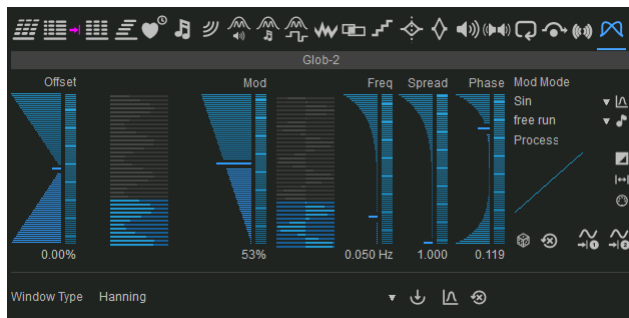 Glob-2
Offset Mod Freq Spread Phase Mod Mode
Sin
free run
Process
0.00% 53% 0.050 Hz 1.000 0.119
Window Type Hanning